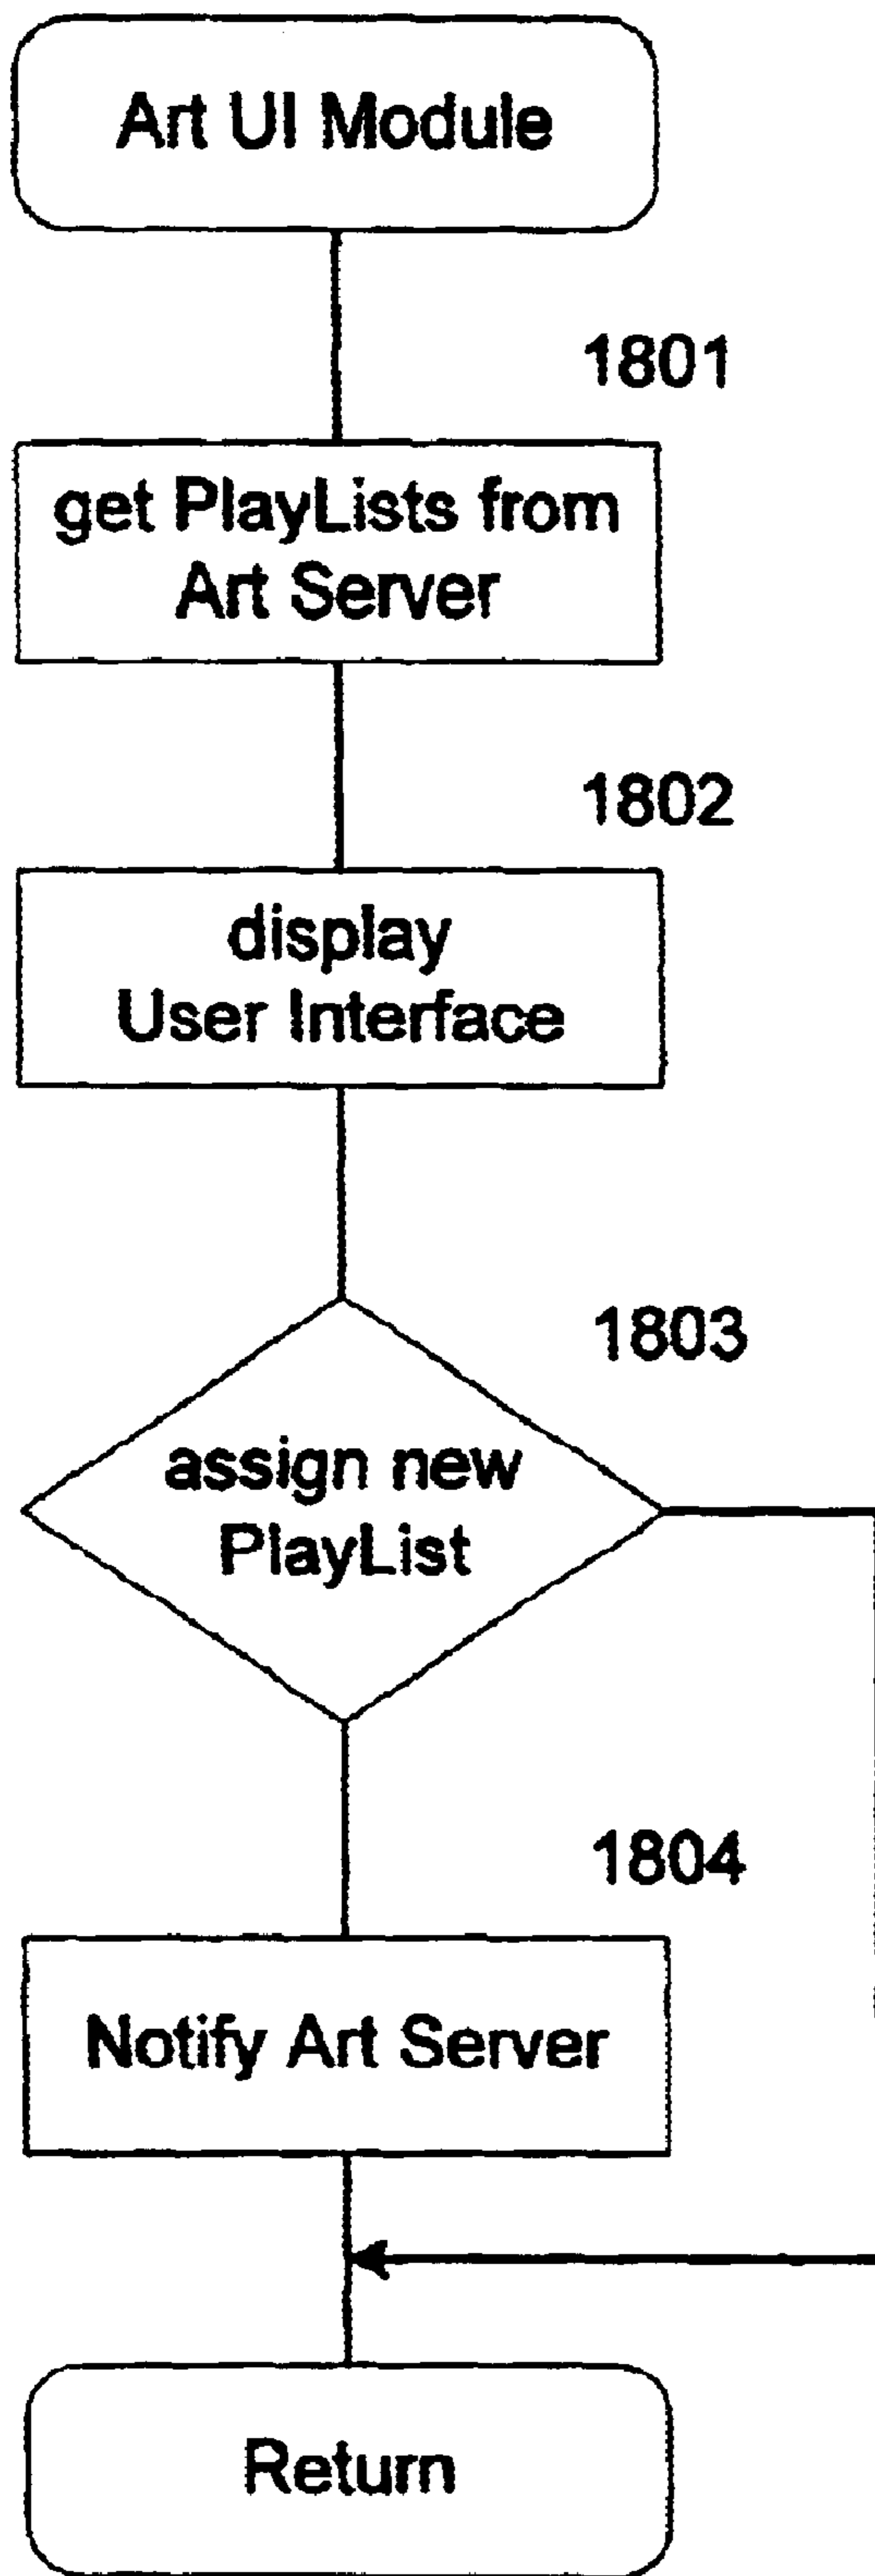 Art UI Module
1801
get PlayLists from
Art Server
1802
display
User Interface
1803
assign new
PlayList
1804
Notify Art Server
Return